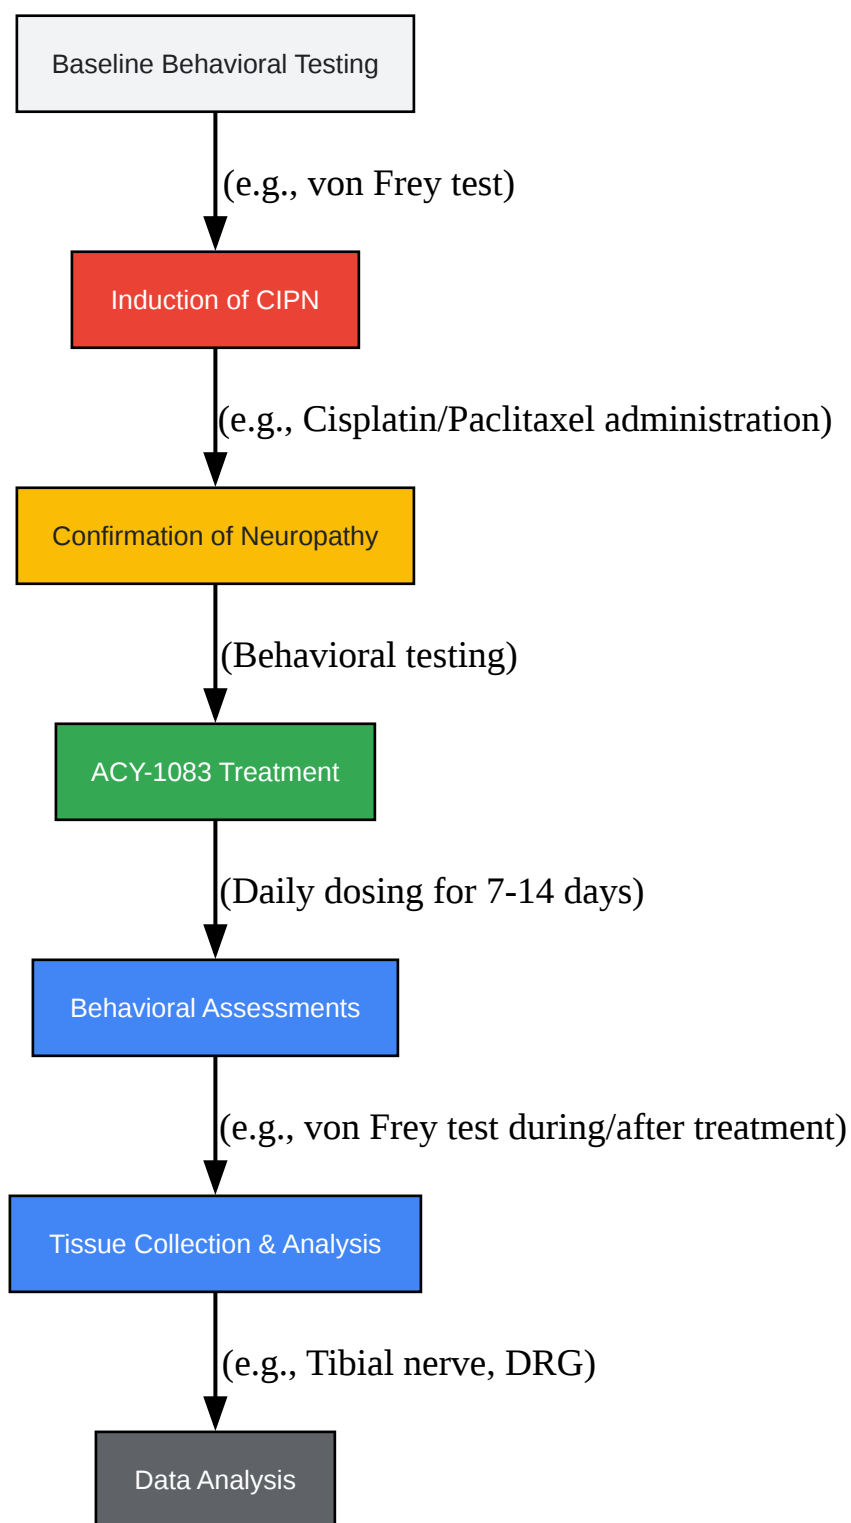 Baseline Behavioral Testing
(e.g., von Frey test)
Induction of CIPN
(e.g., Cisplatin/Paclitaxel administration)
Confirmation of Neuropathy
(Behavioral testing)
ACY-1083 Treatment
(Daily dosing for 7-14 days)
Behavioral Assessments
(e.g., von Frey test during/after treatment)
Tissue Collection & Analysis
(e.g., Tibial nerve, DRG)
Data Analysis